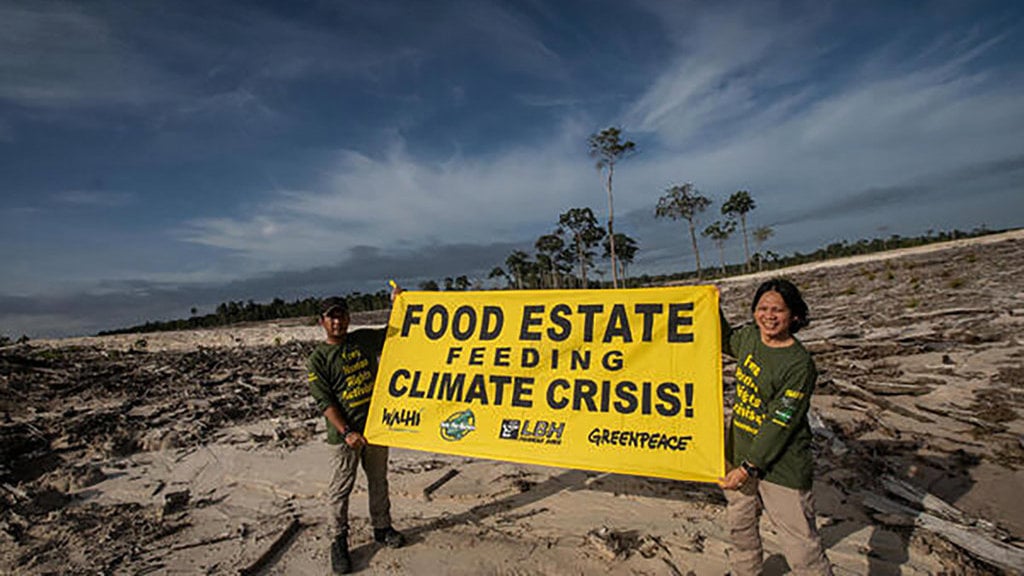 FOOD ESTATE
FEEDING
CLIMATE CRISIS!
WALHI
LBH
GREENPEACE